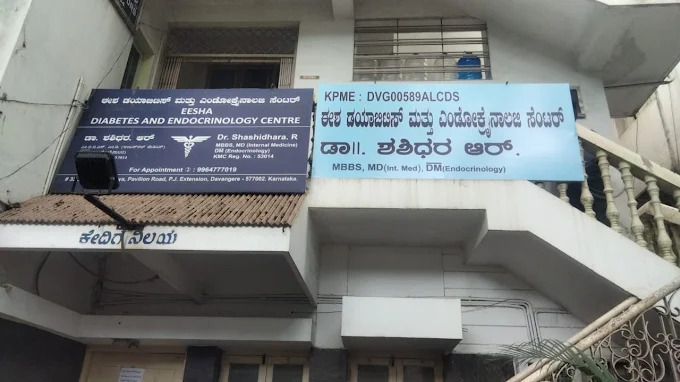 ಈಶ ಡಯಾಬಿಟಿಸ್ ಮತ್ತು ಎಂಡೋಕ್ರೈನಾಲಜಿ ಸೆಂಟರ್
EESHA
DIABETES AND ENDOCRINOLOGY CENTRE
ಡಾ. ಶಶಿಧರ. ಆರ್
Dr. Shashidhara. R
MBBS, MD (Internal Medicine)
DM (Endocrinology)
KMC Reg. No. : 53014
For Appointment : 9964777019
Pavilion Road, P.J. Extension, Davangere - 577002, Karnataka.
KPME : DVG00589ALCDS
ಈಶ ಡಯಾಬಿಟಿಸ್ ಮತ್ತು ಎಂಡೋಕ್ರೈನಾಲಜಿ ಸೆಂಟರ್
ಡಾ॥. ಶಶಿಧರ ಆರ್.
MBBS, MD(Int. Med), DM(Endocrinology)
ಕೇದಿಗೆ ನಿಲಯ